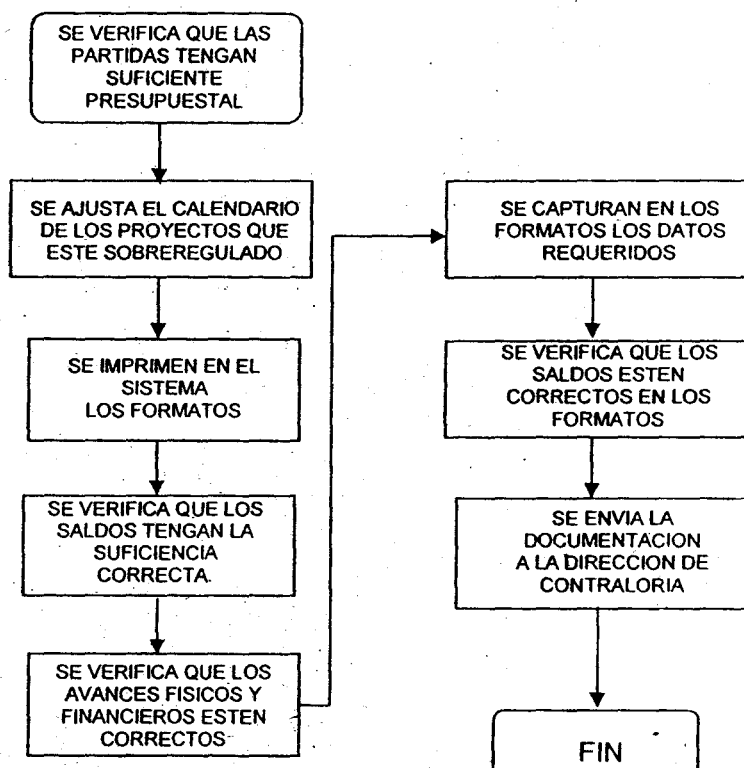 SE VERIFICA QUE LAS
PARTIDAS TENGAN
SUFICIENTE
PRESUPUESTAL
SE AJUSTA EL CALENDARIO
DE LOS PROYECTOS QUE
ESTE SOBREREGULADO
SE IMPRIMEN EN EL
SISTEMA
LOS FORMATOS
SE VERIFICA QUE LOS
SALDOS TENGAN LA
SUFICIENCIA
CORRECTA.
SE VERIFICA QUE LOS
AVANCES FISICOS Y
FINANCIEROS ESTEN
CORRECTOS
SE CAPTURAN EN LOS
FORMATOS LOS DATOS
REQUERIDOS
SE VERIFICA QUE LOS
SALDOS ESTEN
CORRECTOS EN LOS
FORMATOS
SE ENVIA LA
DOCUMENTACION
A LA DIRECCION DE
CONTRALORIA
FIN